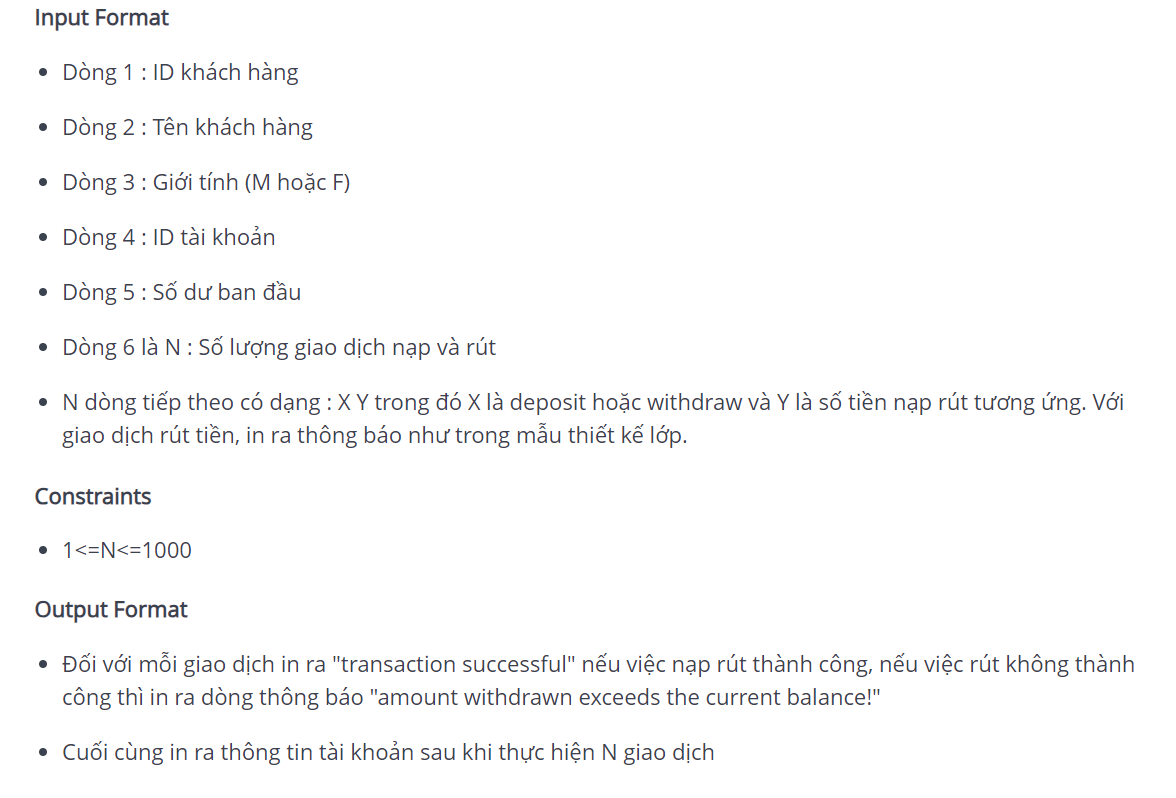 Input Format
• Dòng 1 : ID khách hàng
• Dòng 2 : Tên khách hàng
• Dòng 3 : Giới tính (M hoặc F)
• Dòng 4 : ID tài khoản
• Dòng 5 : Số dư ban đầu
• Dòng 6 là N : Số lượng giao dịch nạp và rút
• N dòng tiếp theo có dạng : X Y trong đó X là deposit hoặc withdraw và Y là số tiền nạp rút tương ứng. Với
giao dịch rút tiền, in ra thông báo như trong mẫu thiết kế lớp.
Constraints
• 1<=N<=1000
Output Format
• Đối với mỗi giao dịch in ra "transaction successful" nếu việc nạp rút thành công, nếu việc rút không thành
công thì in ra dòng thông báo "amount withdrawn exceeds the current balance!"
• Cuối cùng in ra thông tin tài khoản sau khi thực hiện N giao dịch